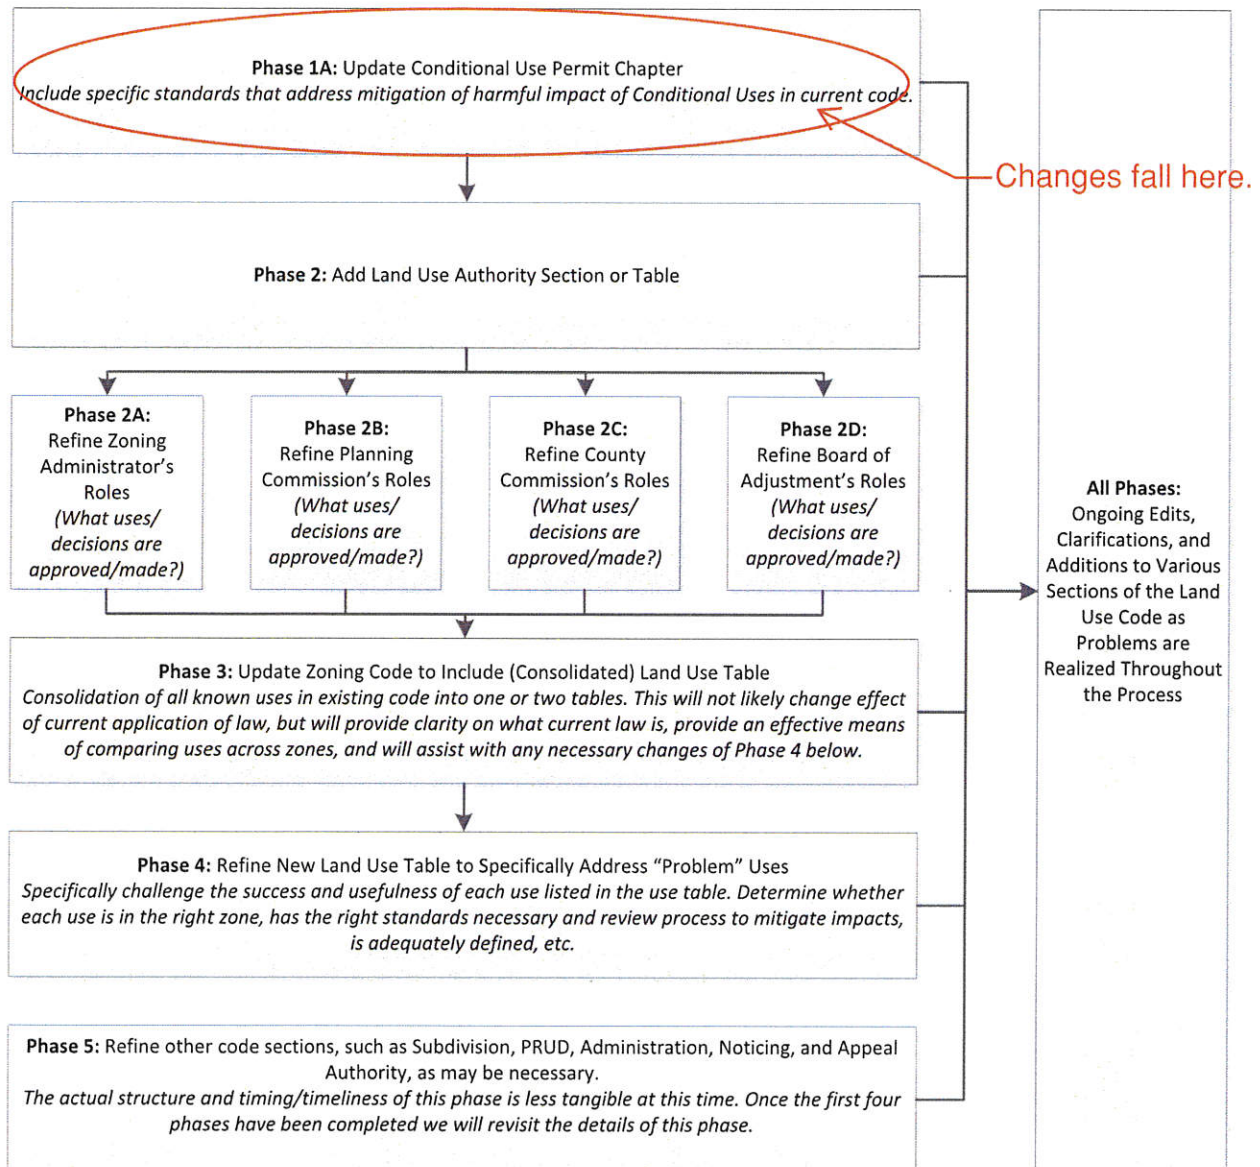 Phase 1A: Update Conditional Use Permit Chapter
Include specific standards that address mitigation of harmful impact of Conditional Uses in current code.
Changes fall here.
Phase 2: Add Land Use Authority Section or Table
Phase 2A:
Refine Zoning
Administrator's
Roles
(What uses/
decisions are
approved/made?)
Phase 2B:
Refine Planning
Commission's Roles
(What uses/
decisions are
approved/made?)
Phase 2C:
Refine County
Commission's Roles
(What uses/
decisions are
approved/made?)
Phase 2D:
Refine Board of
Adjustment's Roles
(What uses/
decisions are
approved/made?)
All Phases:
Ongoing Edits,
Clarifications, and
Additions to Various
Sections of the Land
Use Code as
Problems are
Realized Throughout
the Process
Phase 3: Update Zoning Code to Include (Consolidated) Land Use Table
Consolidation of all known uses in existing code into one or two tables. This will not likely change effect
of current application of law, but will provide clarity on what current law is, provide an effective means
of comparing uses across zones, and will assist with any necessary changes of Phase 4 below.
Phase 4: Refine New Land Use Table to Specifically Address “Problem” Uses
Specifically challenge the success and usefulness of each use listed in the use table. Determine whether
each use is in the right zone, has the right standards necessary and review process to mitigate impacts,
is adequately defined, etc.
Phase 5: Refine other code sections, such as Subdivision, PRUD, Administration, Noticing, and Appeal
Authority, as may be necessary.
The actual structure and timing/timeliness of this phase is less tangible at this time. Once the first four
phases have been completed we will revisit the details of this phase.